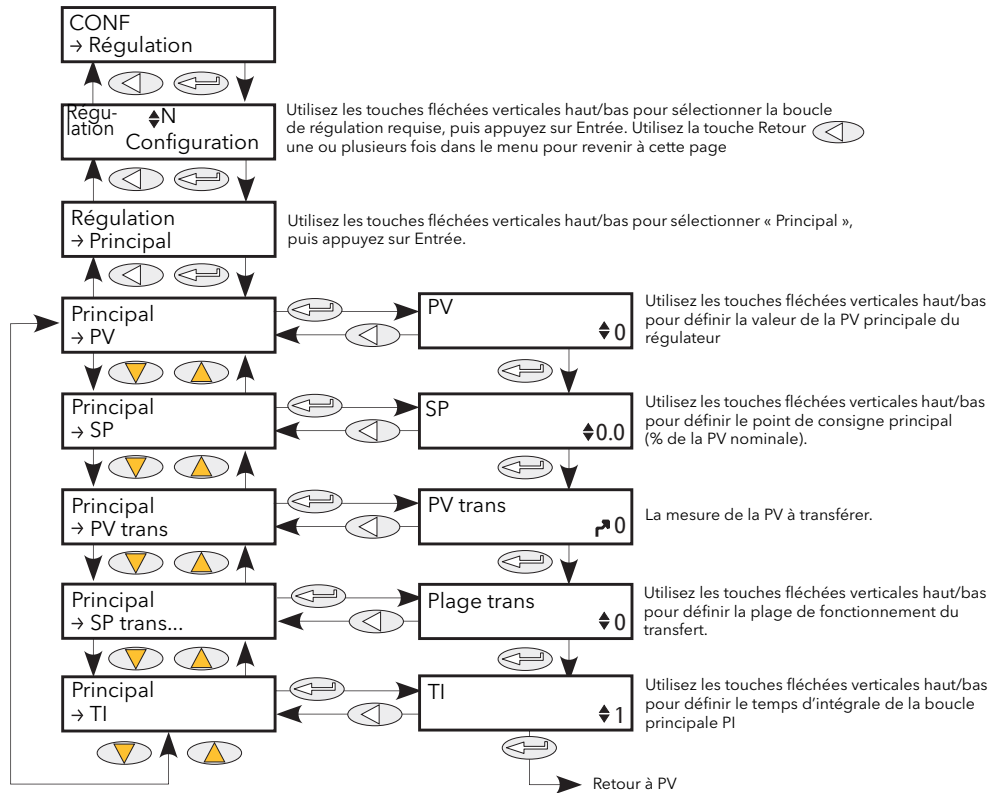 CONF
→ Régulation
Régu-
lation
N
Configuration
Utilisez les touches fléchées verticales haut/bas pour sélectionner la boucle
de régulation requise, puis appuyez sur Entrée. Utilisez la touche Retour
une ou plusieurs fois dans le menu pour revenir à cette page
Régulation
→ Principal
Utilisez les touches fléchées verticales haut/bas pour sélectionner « Principal »,
puis appuyez sur Entrée.
Principal
→ PV
PV
0
Utilisez les touches fléchées verticales haut/bas
pour définir la valeur de la PV principale du
régulateur
Principal
→ SP
SP
0.0
Utilisez les touches fléchées verticales haut/bas
pour définir le point de consigne principal
(% de la PV nominale).
Principal
→ PV trans
PV trans
0
La mesure de la PV à transférer.
Principal
→ SP trans...
Plage trans
0
Utilisez les touches fléchées verticales haut/bas
pour définir la plage de fonctionnement du
transfert.
Principal
→ TI
TI
1
Utilisez les touches fléchées verticales haut/bas
pour définir le temps d'intégrale de la boucle
principale PI
Retour à PV